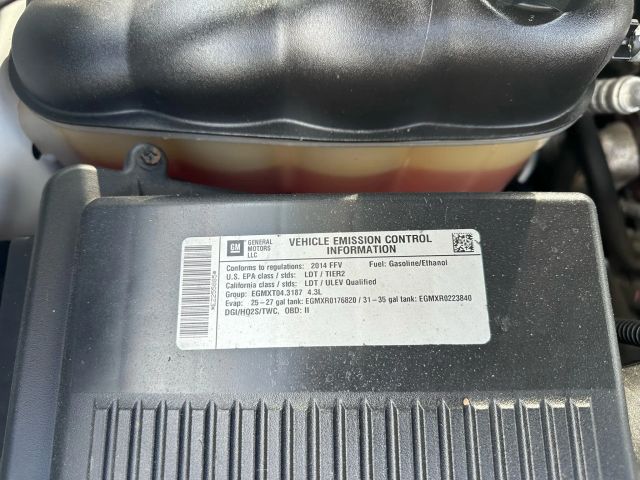 GM
GENERAL MOTORS LLC
VEHICLE EMISSION CONTROL INFORMATION
Conforms to regulations: 2014 FFV Fuel: Gasoline/Ethanol
U.S. EPA class / stds: LDT / TIER2
California class / stds: LDT / ULEV Qualified
Group: EGMXT04.3187 4.3L
Evap: 25-27 gal tank: EGMXR0176820 / 31-35 gal tank: EGMXR0223840
DGI/HO2S/TWC, OBD: II